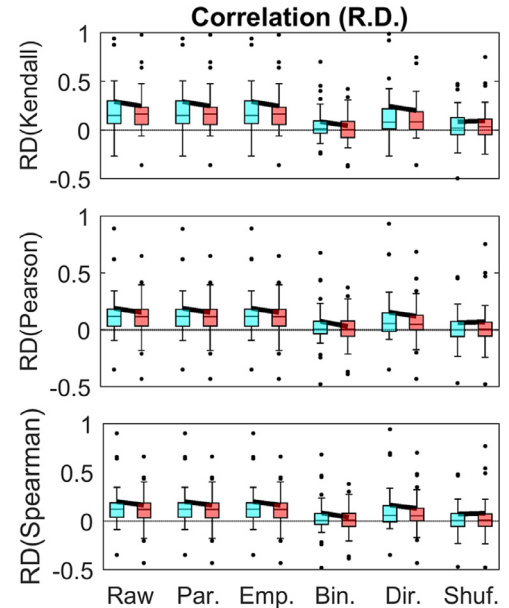 Correlation (R.D.)
RD(Kendall)
1
0.5
0
-0.5
RD(Pearson)
1
0.5
0
-0.5
RD(Spearman)
1
0.5
0
-0.5
Raw Par. Emp. Bin. Dir. Shuf.